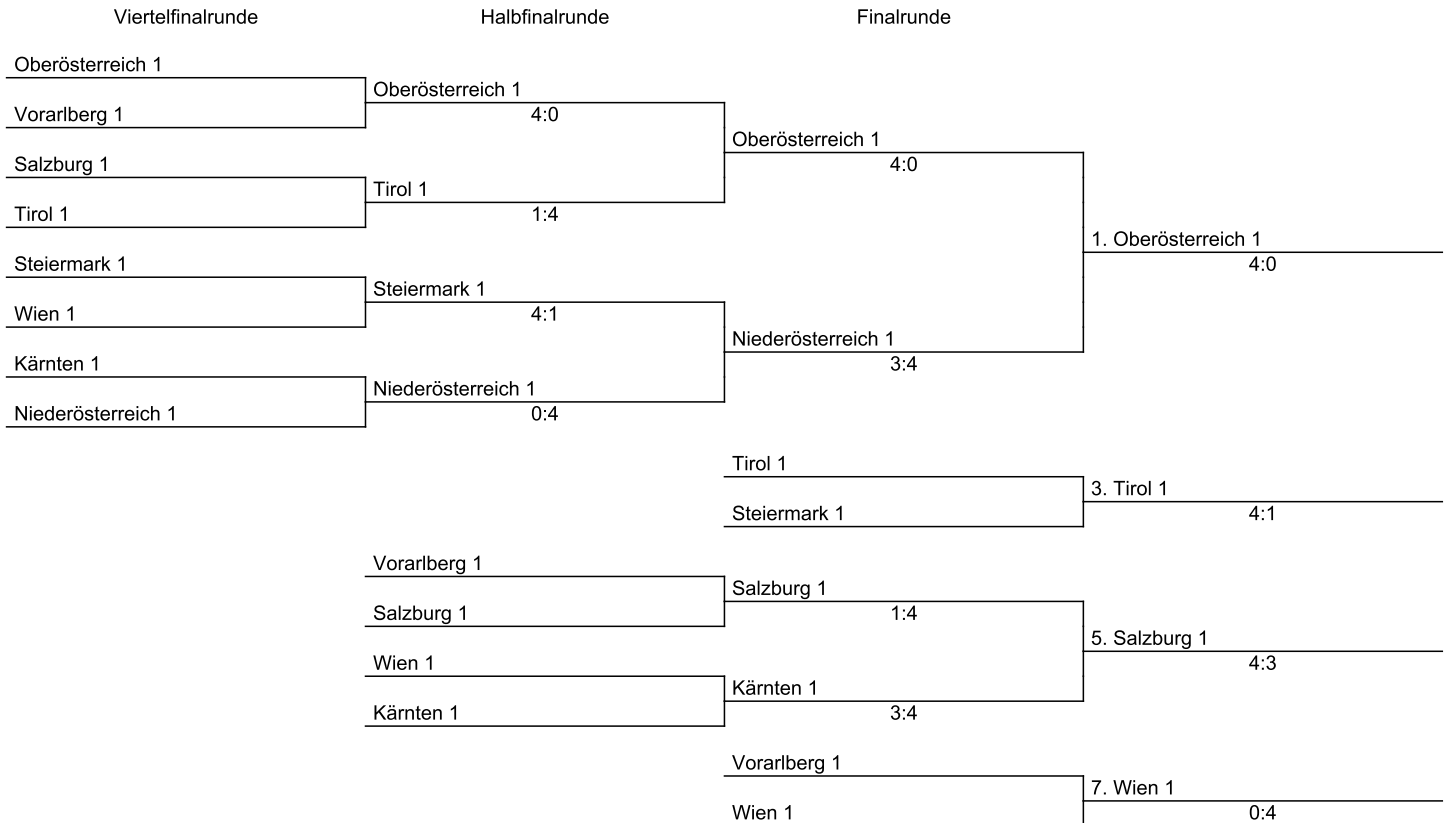 Viertelfinalrunde Halbfinalrunde Finalrunde
Oberösterreich 1
Oberösterreich 1
Vorarlberg 1
4:0
Oberösterreich 1
Salzburg 1
4:0
Tirol 1
Tirol 1
1:4
1. Oberösterreich 1
Steiermark 1
4:0
Steiermark 1
Wien 1
4:1
Niederösterreich 1
Kärnten 1
3:4
Niederösterreich 1
Niederösterreich 1
0:4
Tirol 1
3. Tirol 1
Steiermark 1
4:1
Vorarlberg 1
Salzburg 1
Salzburg 1
1:4
5. Salzburg 1
Wien 1
4:3
Kärnten 1
Kärnten 1
3:4
Vorarlberg 1
7. Wien 1
Wien 1
0:4